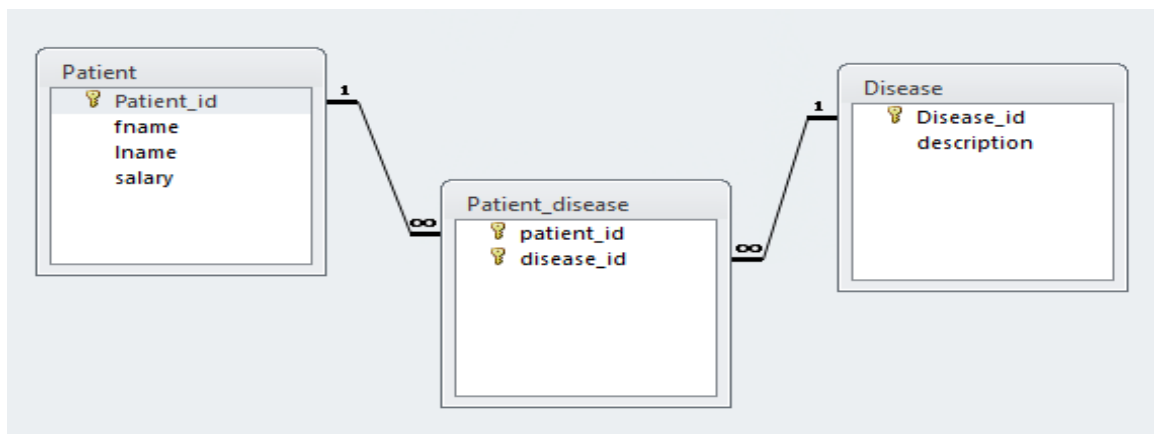 Patient
Patient_id
fname
lname
salary
1
∞
Patient_disease
patient_id
disease_id
∞
1
Disease
Disease_id
description